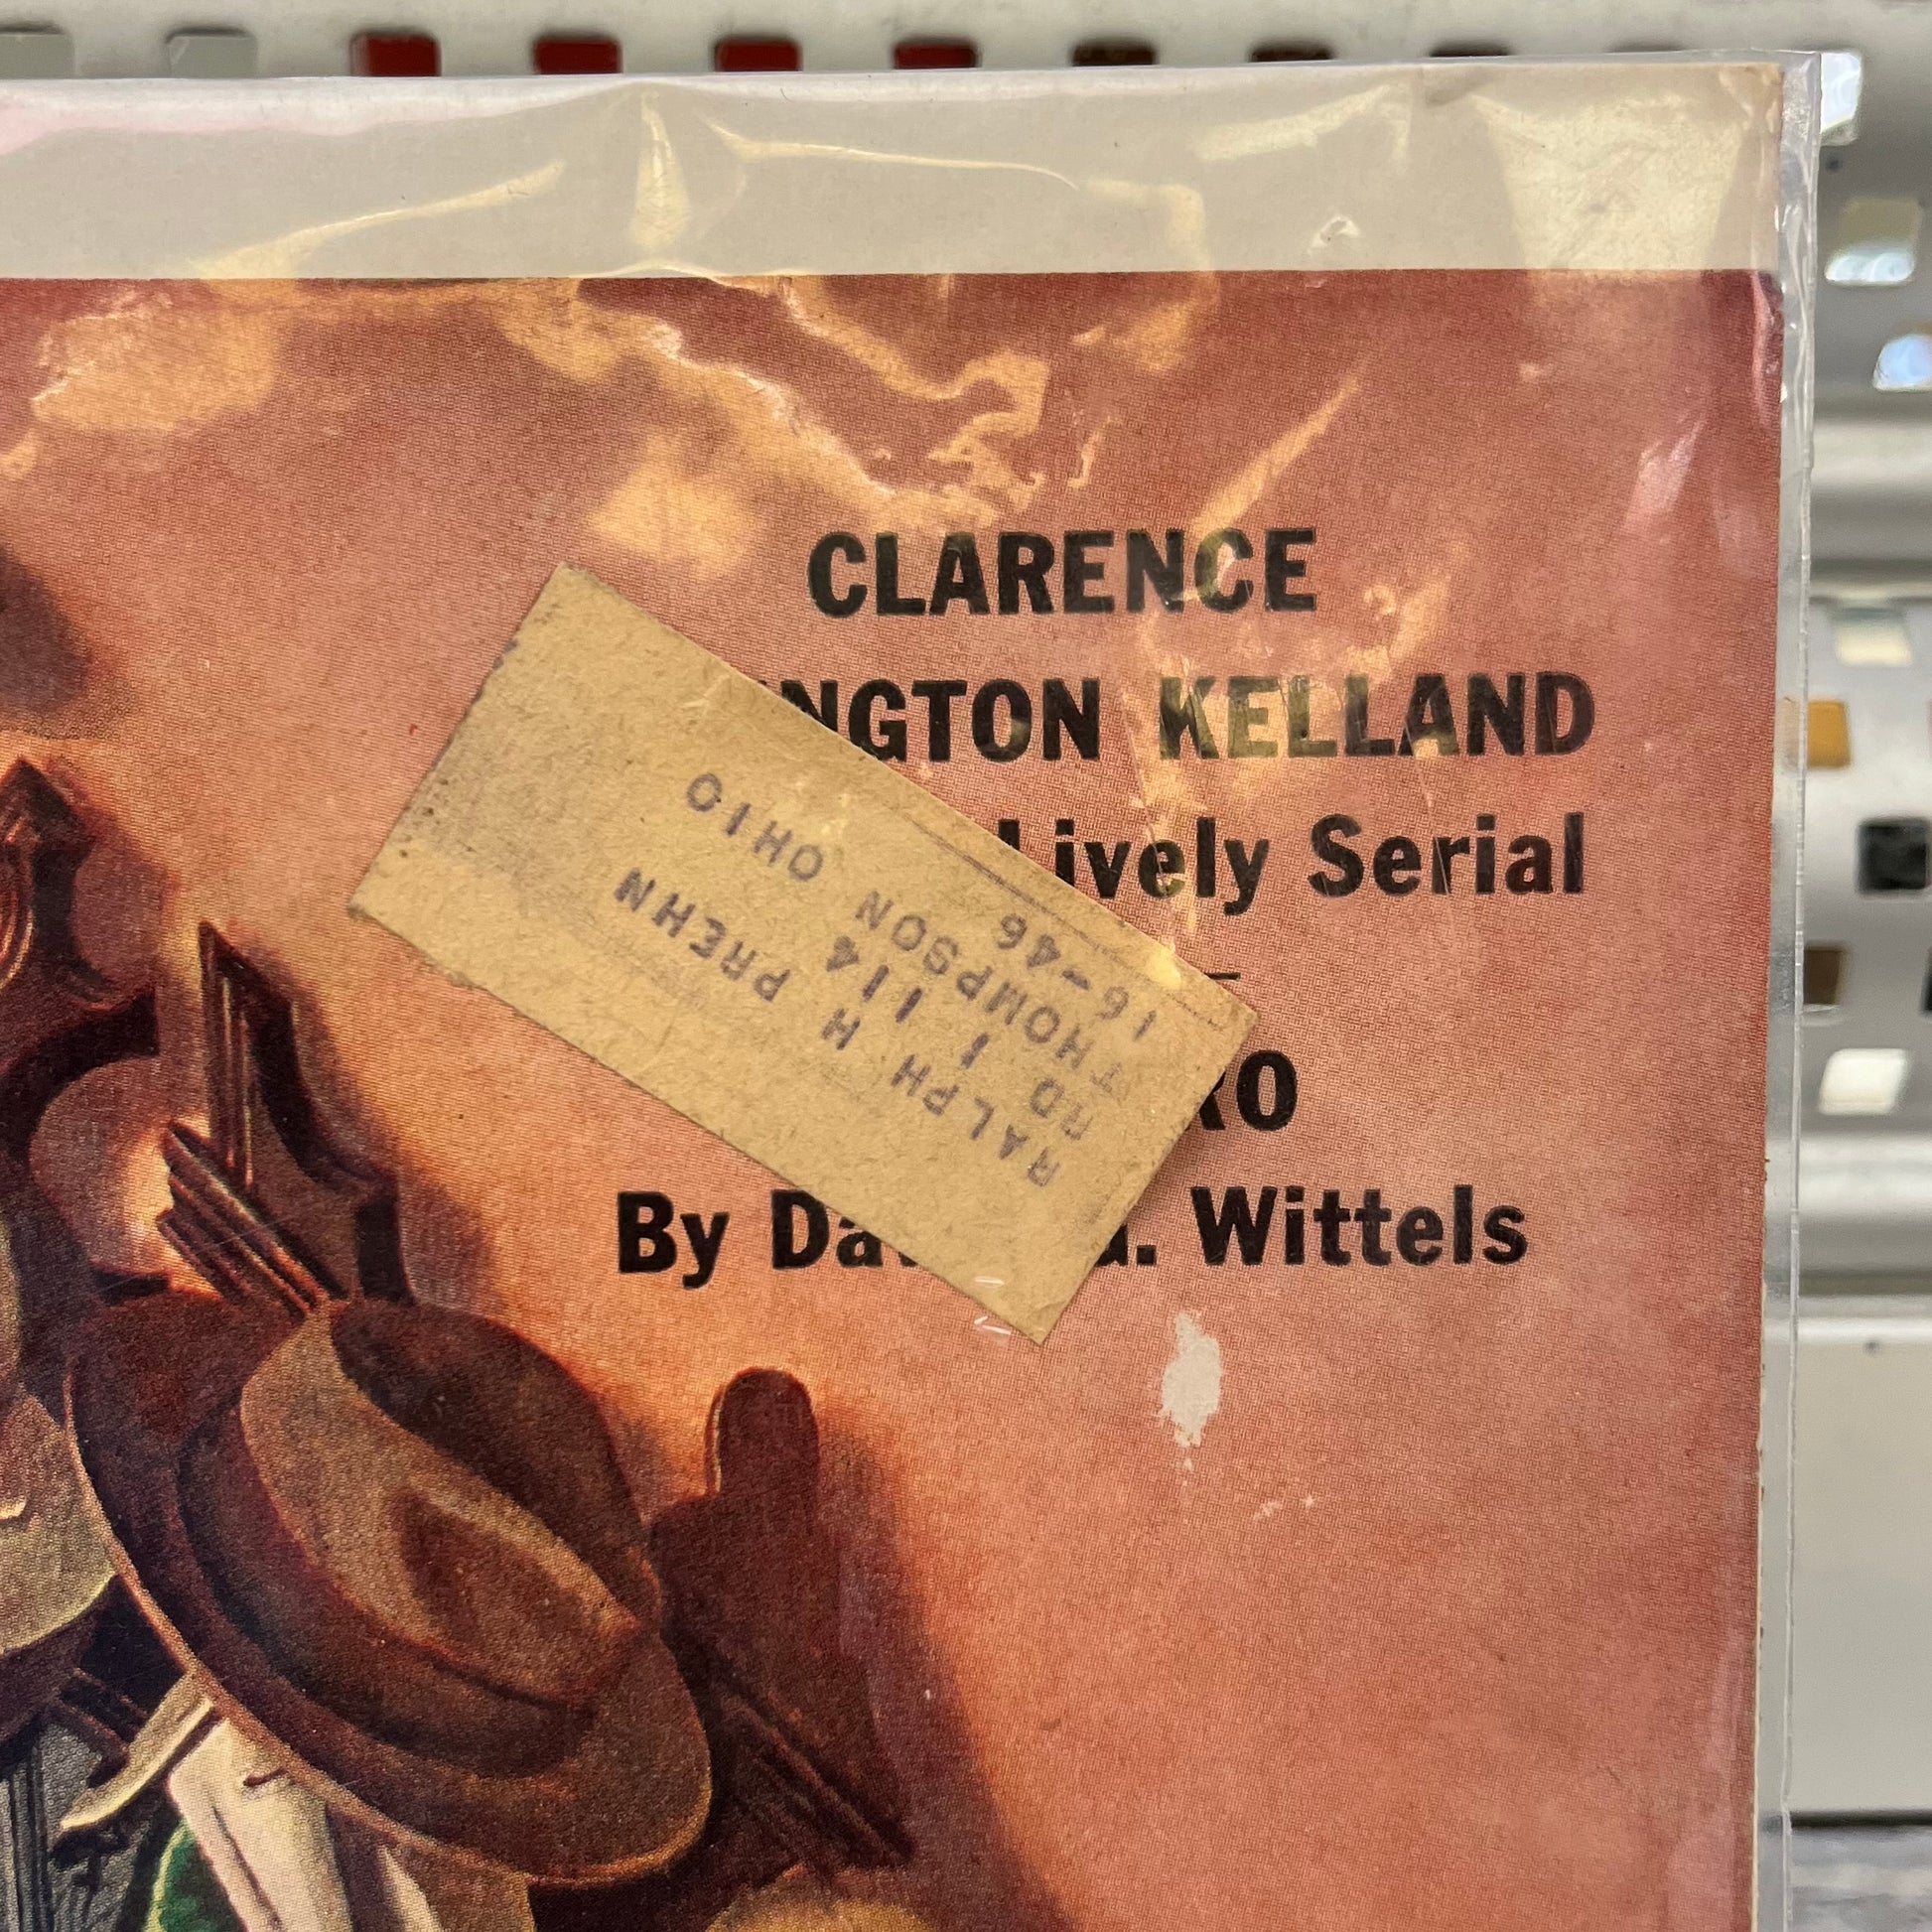 CLARENCE
NGTON KELLAND
Lively Serial
RO
By Da G. Wittels
RALPH H PREHN
RD 1 114
THOMPSON OHIO
16-46